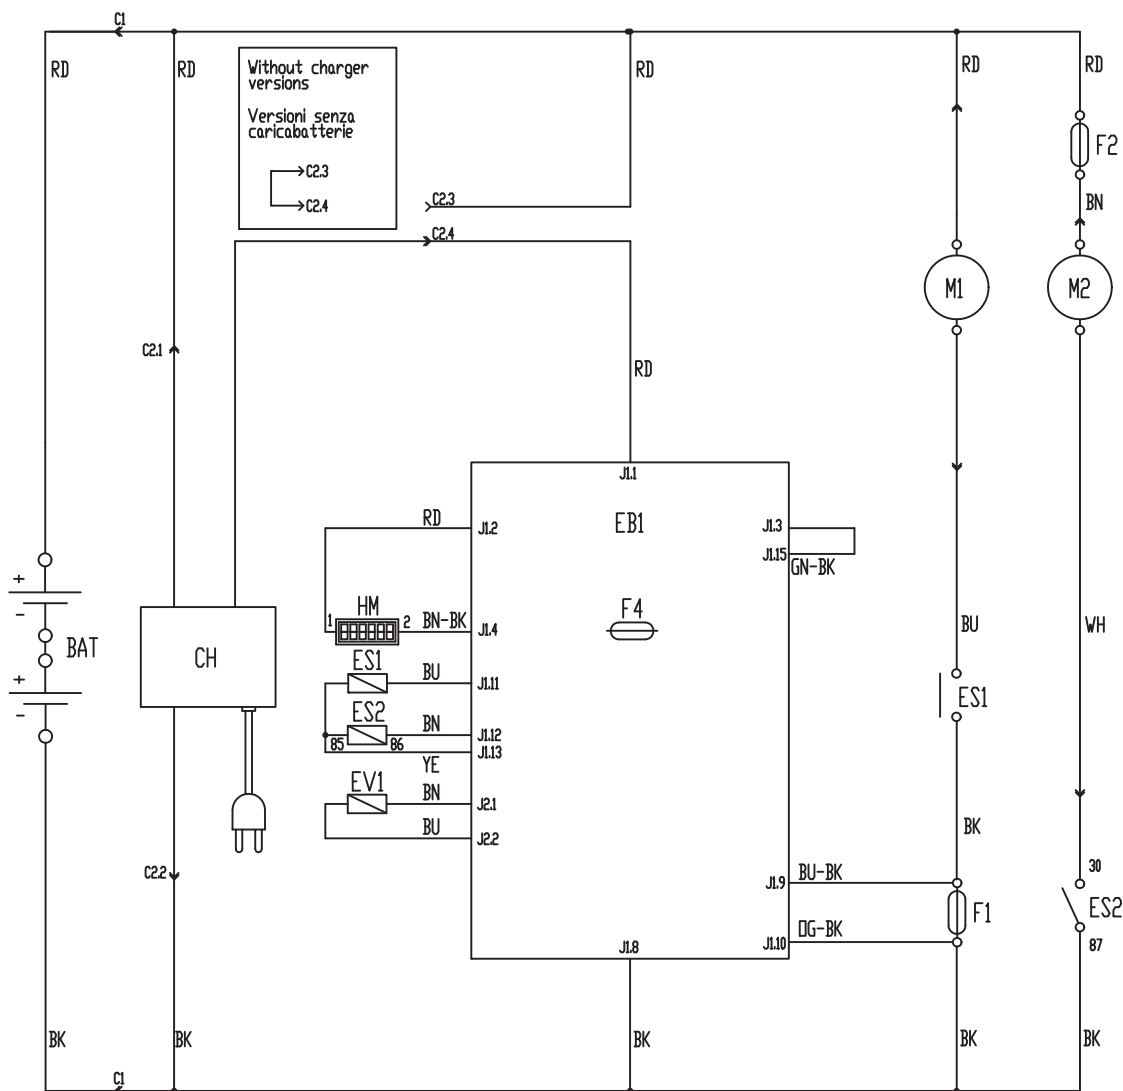 C1
RD
RD
RD
RD
RD
Without charger
versions
Versioni senza
caricabatterie
C2.3
C2.4
F2
BN
C2.3
C2.4
M1
M2
C2.1
RD
J1.1
EB1
RD
J1.2
J1.3
J1.15
GN-BK
+
-
BAT
+
-
CH
HM
1
2
BN-BK
J1.4
F4
BU
WH
ES1
BU
J1.11
ES2
BN
J1.12
85
86
J1.13
YE
ES1
EV1
BN
J2.1
BU
J2.2
BK
C2.2
30
J1.9
BU-BK
F1
ES2
J1.10
OG-BK
87
J1.8
BK
BK
BK
BK
BK
C1